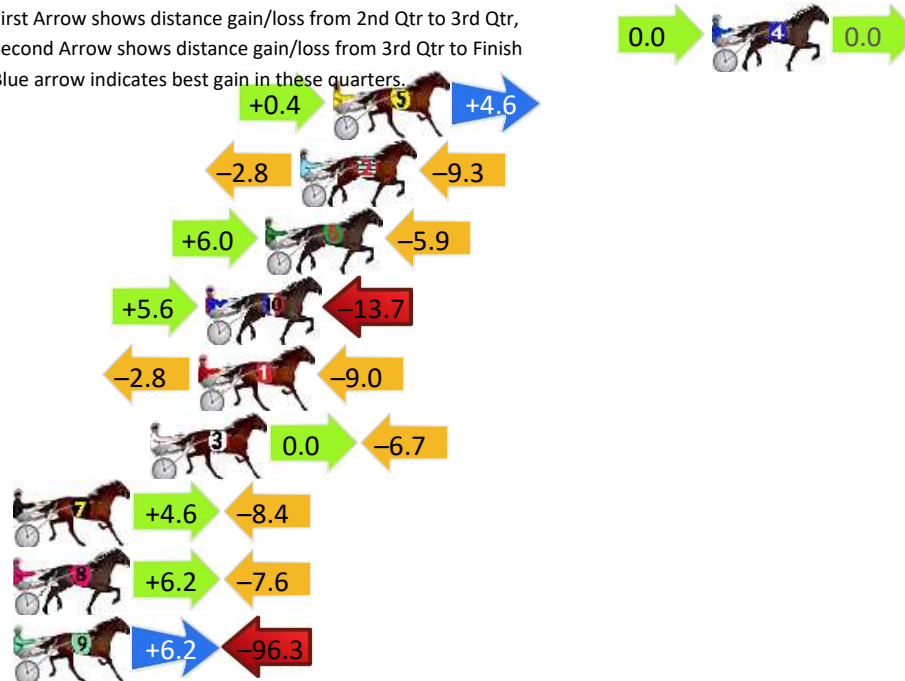 First Arrow shows distance gain/loss from 2nd Qtr to 3rd Qtr,
Second Arrow shows distance gain/loss from 3rd Qtr to Finish
Blue arrow indicates best gain in these quarters.
0.0 4 0.0
+0.4 5 +4.6
–2.8 2 –9.3
+6.0 –5.9
+5.6 10 –13.7
–2.8 1 –9.0
3 0.0 –6.7
7 +4.6 –8.4
8 +6.2 –7.6
9 +6.2 –96.3